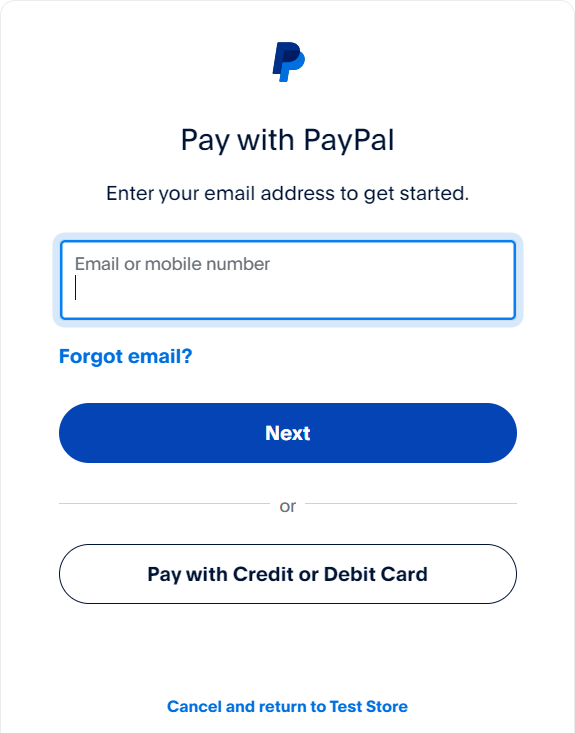 Pay with PayPal
Enter your email address to get started.
Email or mobile number
Forgot email?
Next
or
Pay with Credit or Debit Card
Cancel and return to Test Store